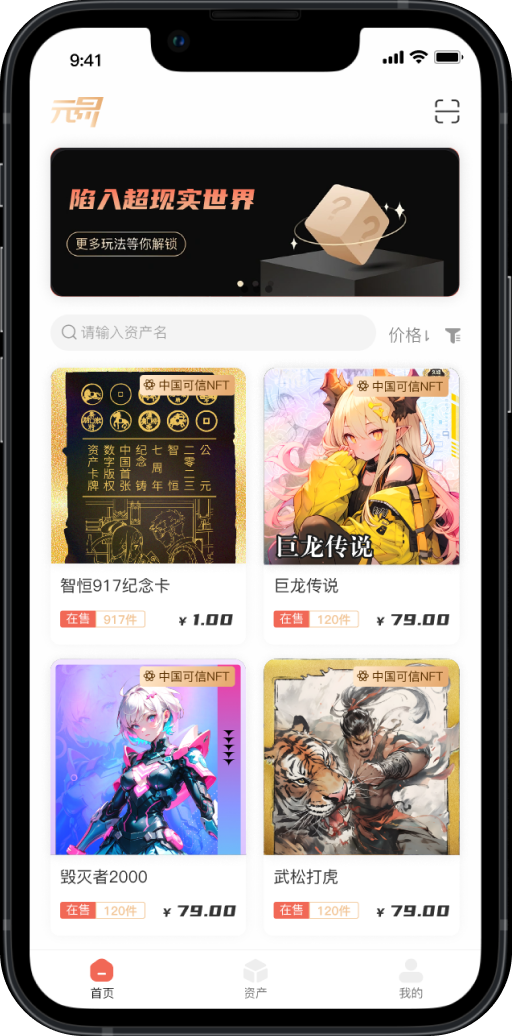 9:41
元易
陷入超现实世界
更多玩法等你解锁
请输入资产名
价格
中国可信NFT
公元二零二三
智恒
七周年
纪念铸
中国首张
数字版权
资产卡牌
智恒917纪念卡
在售 917件
¥ 1.00
中国可信NFT
巨龙传说
巨龙传说
在售 120件
¥ 79.00
中国可信NFT
毁灭者2000
在售 120件
¥ 79.00
中国可信NFT
武松打虎
在售 120件
¥ 79.00
首页
资产
我的